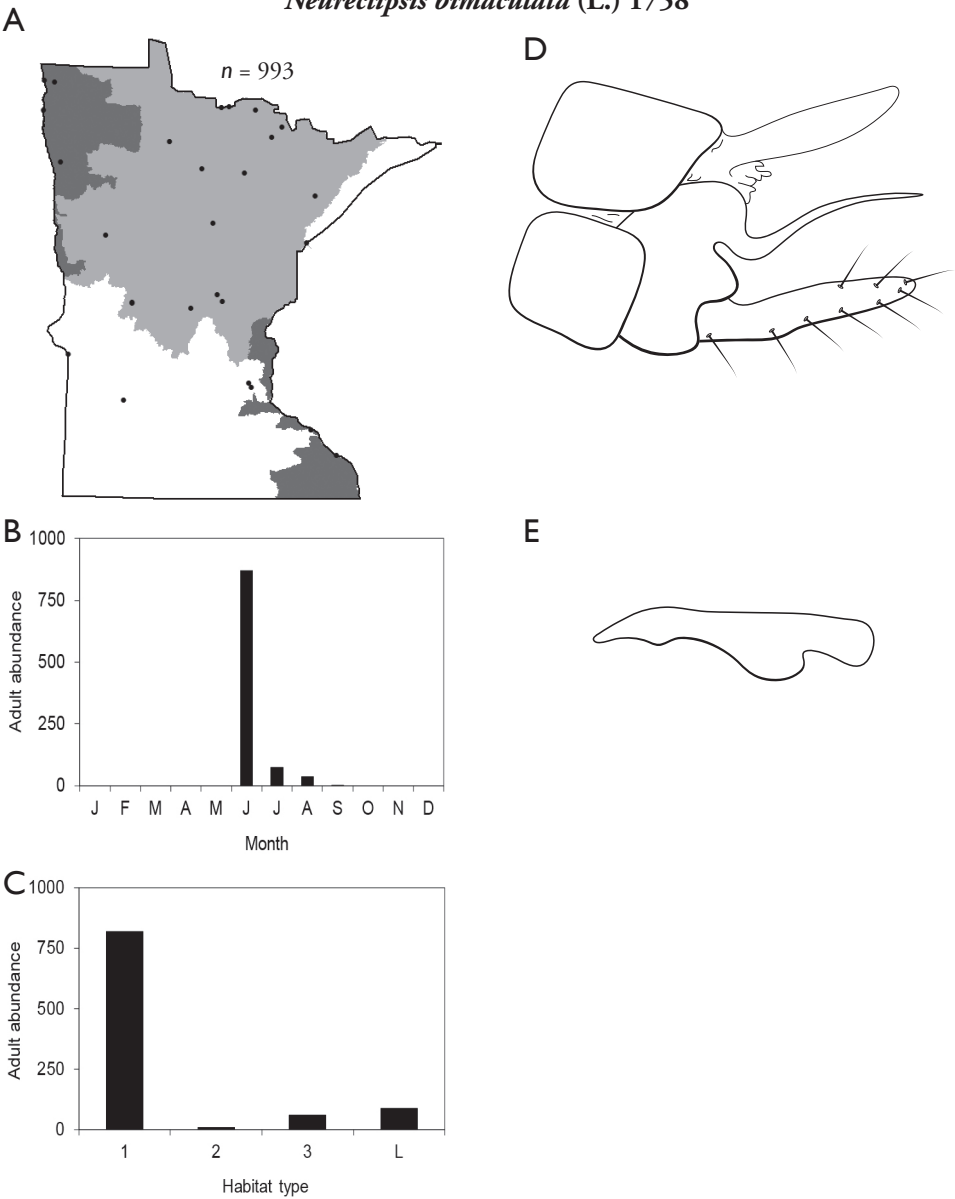 Neureclipsis bimaculata (L.) 1758
A
n = 993
D
B
1000
750
500
250
0
Adult abundance
J F M A M J J A S O N D
Month
E
C
1000
750
500
250
0
Adult abundance
1 2 3 L
Habitat type